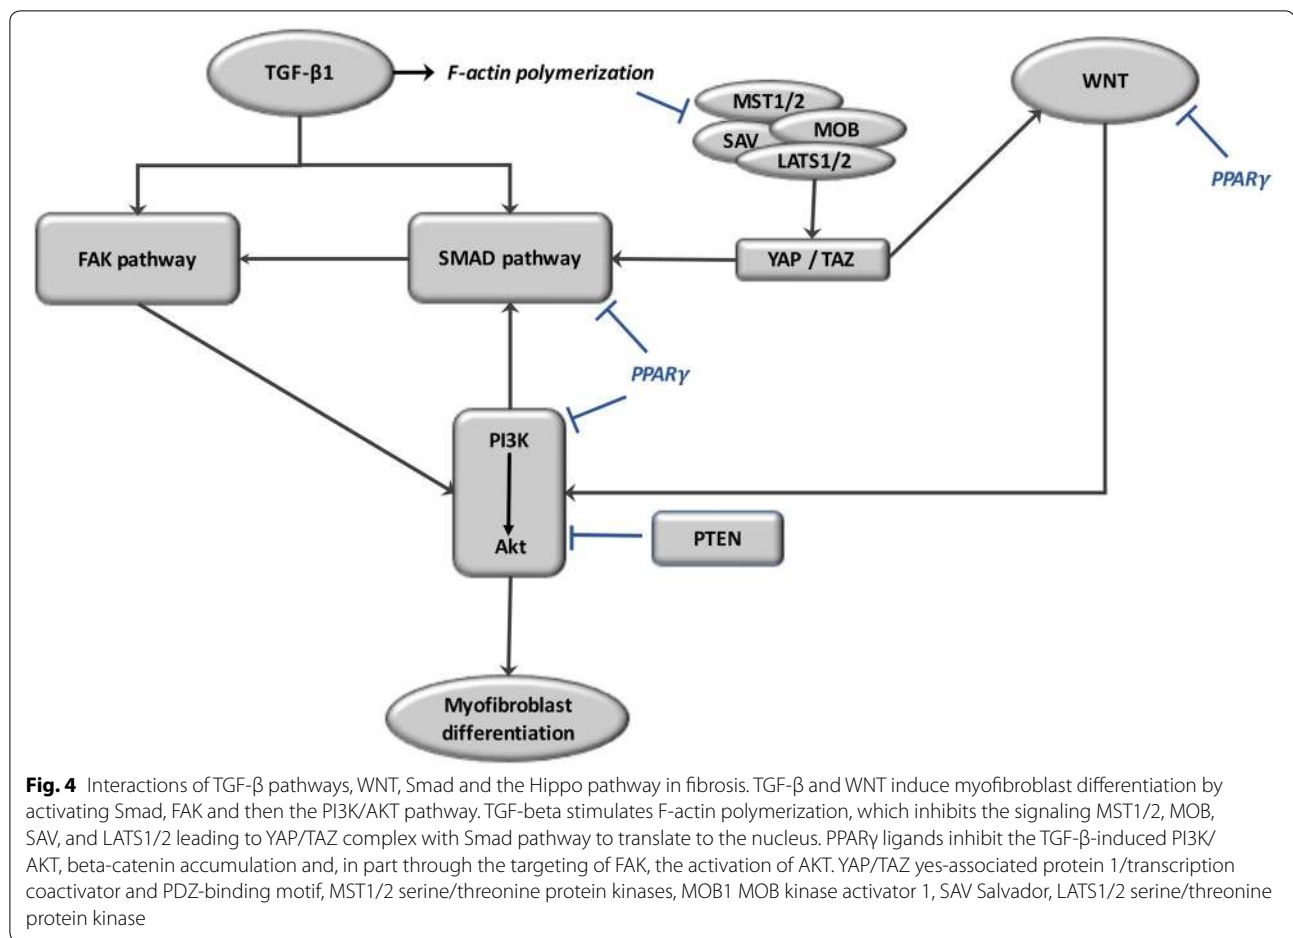 TGF-β1
F-actin polymerization
WNT
MST1/2
MOB
SAV
LATS1/2
PPARγ
FAK pathway
SMAD pathway
YAP / TAZ
PPARγ
PI3K
Akt
PTEN
Myofibroblast
differentiation
Fig. 4 Interactions of TGF-β pathways, WNT, Smad and the Hippo pathway in fibrosis. TGF-β and WNT induce myofibroblast differentiation by
activating Smad, FAK and then the PI3K/AKT pathway. TGF-beta stimulates F-actin polymerization, which inhibits the signaling MST1/2, MOB,
SAV, and LATS1/2 leading to YAP/TAZ complex with Smad pathway to translate to the nucleus. PPARγ ligands inhibit the TGF-β-induced PI3K/
AKT, beta-catenin accumulation and, in part through the targeting of FAK, the activation of AKT. YAP/TAZ yes-associated protein 1/transcription
coactivator and PDZ-binding motif, MST1/2 serine/threonine protein kinases, MOB1 MOB kinase activator 1, SAV Salvador, LATS1/2 serine/threonine
protein kinase